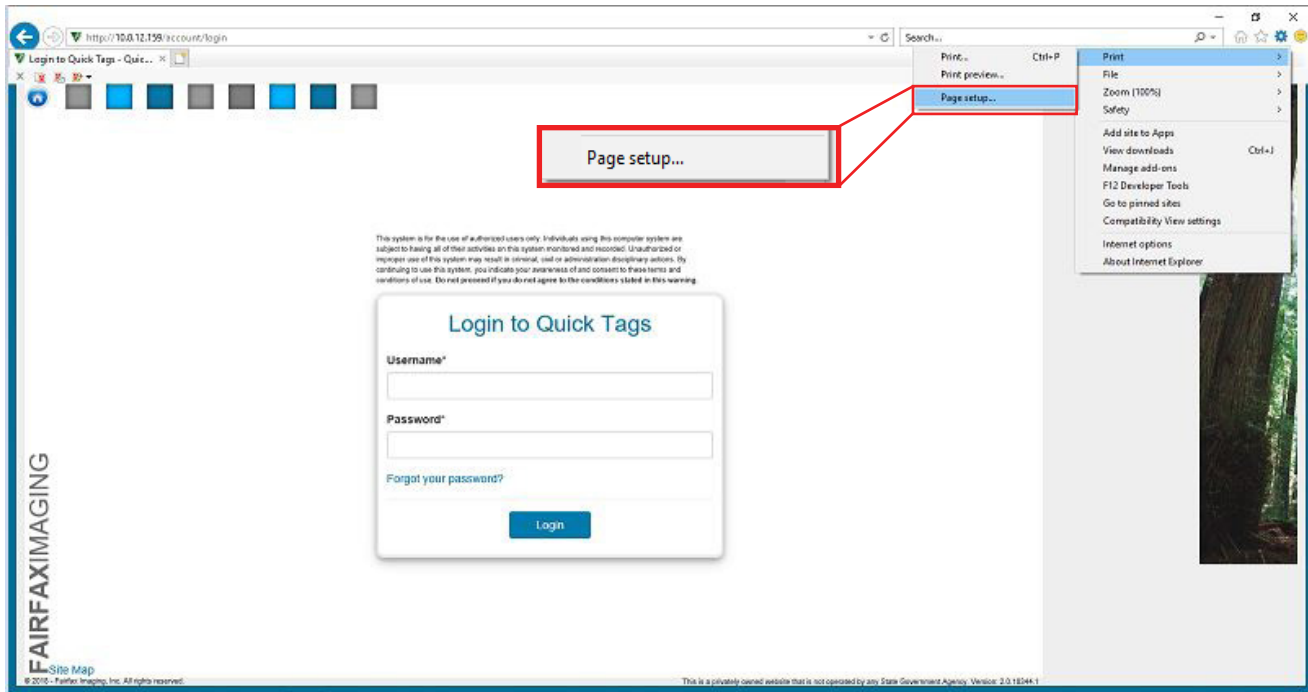 http://10.0.12.159/account/login
Search...
Login to Quick Tags - Quic...
Print... Ctrl+P
Print preview...
Page setup...
Print
File
Zoom (100%)
Safety
Add site to Apps
View downloads Ctrl+J
Manage add-ons
F12 Developer Tools
Go to pinned sites
Compatibility View settings
Internet options
About Internet Explorer
Page setup...
This system is for the use of authorized users only. Individuals using this computer system are
subject to having all of their activities on this system monitored and recorded. Unauthorized or
improper use of this system may result in criminal, civil or administration disciplinary actions. By
continuing to use this system, you indicate your awareness of and consent to these terms and
conditions of use. Do not proceed if you do not agree to the conditions stated in this warning.
Login to Quick Tags
Username*
Password*
Forgot your password?
Login
FAIRFAXIMAGING
Site Map
© 2018 - Fairfax Imaging, Inc. All rights reserved.
This is a privately owned website that is not operated by any State Government Agency. Version: 2.0.18344.1